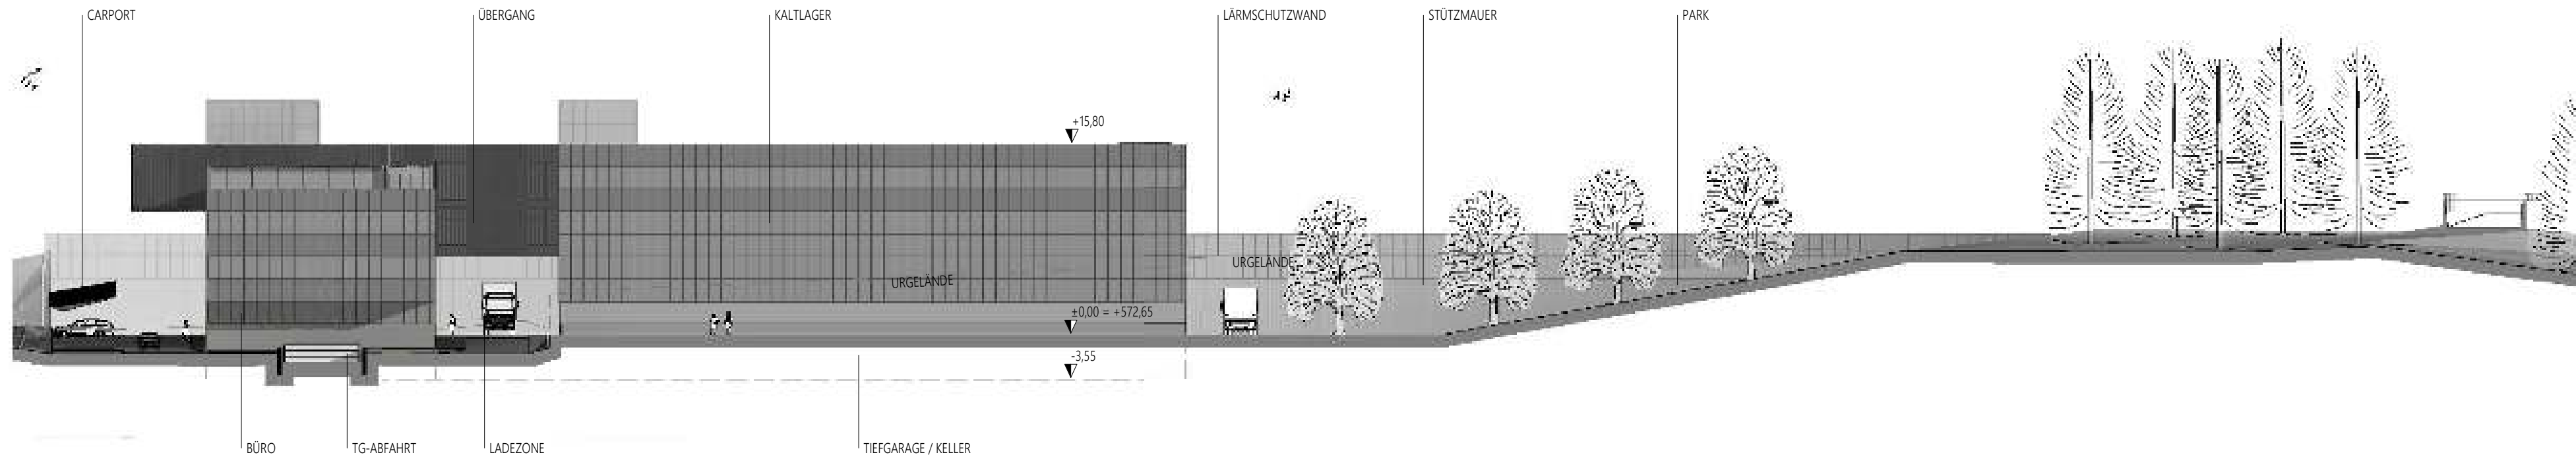 CARPORT
ÜBERGANG
KALTLAGER
LÄRMSCHUTZWAND
STÜTZMAUER
PARK
+15,80
URGELÄNDE
URGELÄNDE
±0,00 = +572,65
-3,55
BÜRO
TG-ABFAHRT
LADEZONE
TIEFGARAGE / KELLER